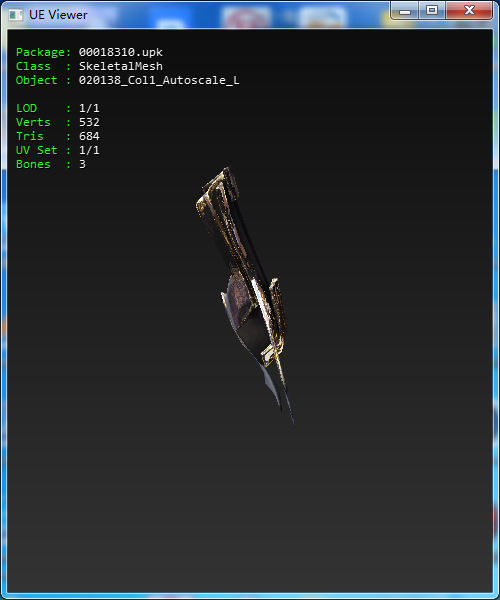 UE Viewer
Package: 00018310.upk
Class : SkeletalMesh
Object : 020138_Col1_Autoscale_L
LOD : 1/1
Verts : 532
Tris : 684
UV Set : 1/1
Bones : 3